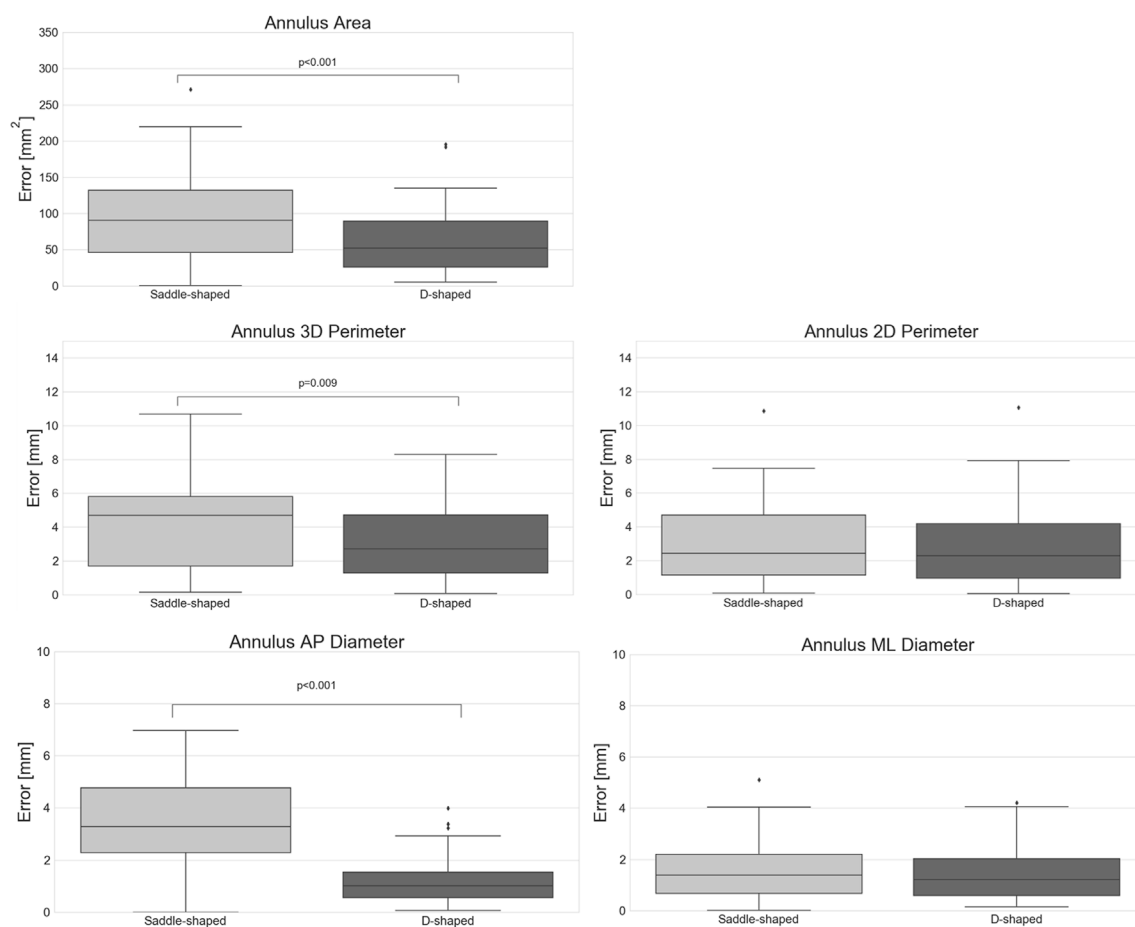 Annulus Area
350
300
250
200
150
100
50
0
Error [mm²]
p<0.001
Saddle-shaped D-shaped
Annulus 3D Perimeter
14
12
10
8
6
4
2
0
Error [mm]
p=0.009
Saddle-shaped D-shaped
Annulus 2D Perimeter
14
12
10
8
6
4
2
0
Error [mm]
Saddle-shaped D-shaped
Annulus AP Diameter
10
8
6
4
2
0
Error [mm]
p<0.001
Saddle-shaped D-shaped
Annulus ML Diameter
10
8
6
4
2
0
Error [mm]
Saddle-shaped D-shaped